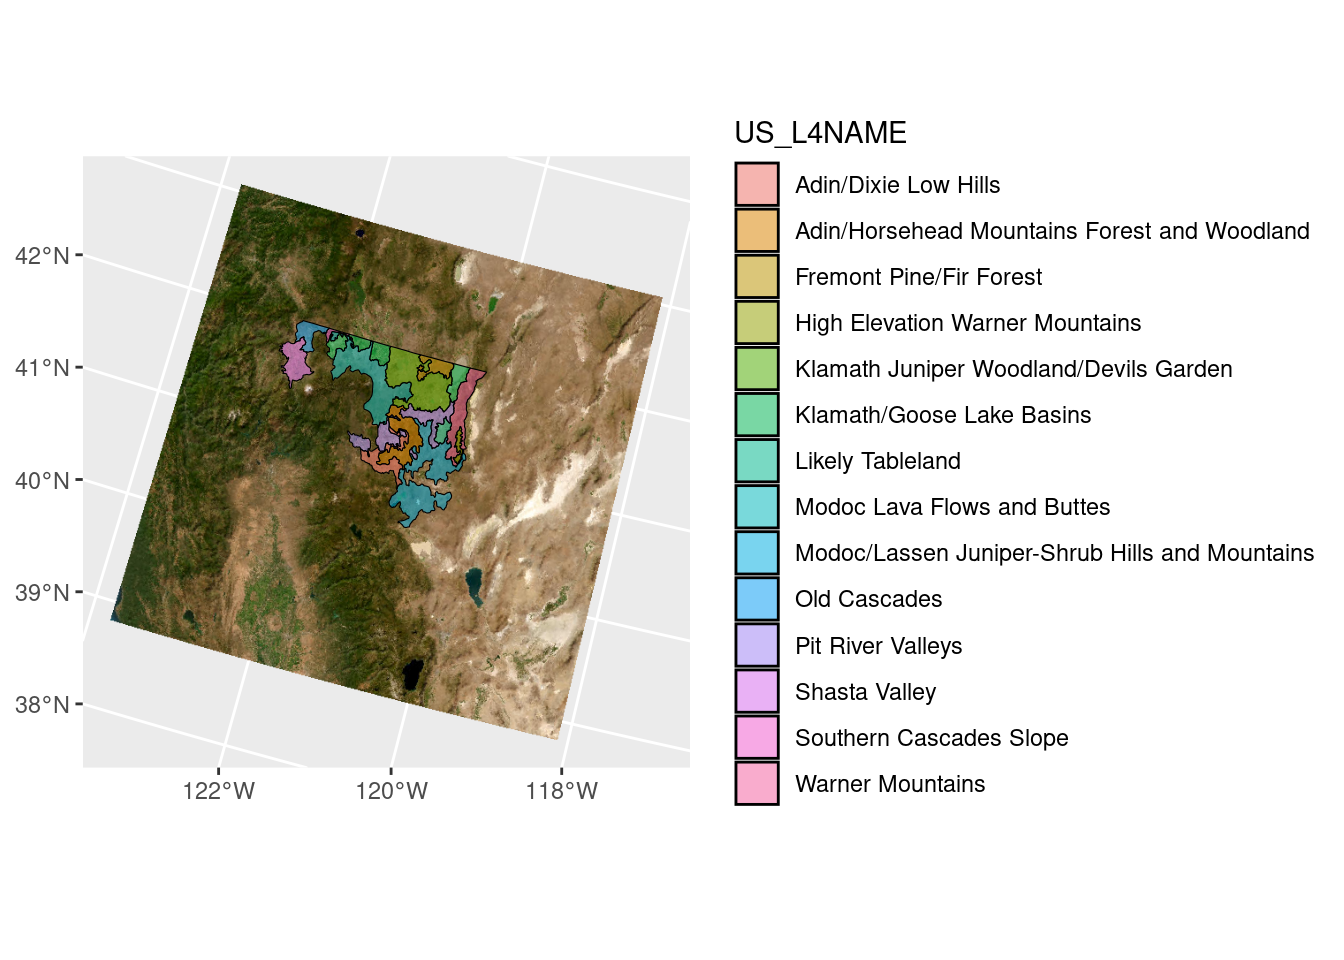 US_L4NAME
Adin/Dixie Low Hills
Adin/Horsehead Mountains Forest and Woodland
Fremont Pine/Fir Forest
High Elevation Warner Mountains
Klamath Juniper Woodland/Devils Garden
Klamath/Goose Lake Basins
Likely Tableland
Modoc Lava Flows and Buttes
Modoc/Lassen Juniper-Shrub Hills and Mountains
Old Cascades
Pit River Valleys
Shasta Valley
Southern Cascades Slope
Warner Mountains
42°N
41°N
40°N
39°N
38°N
122°W 120°W 118°W